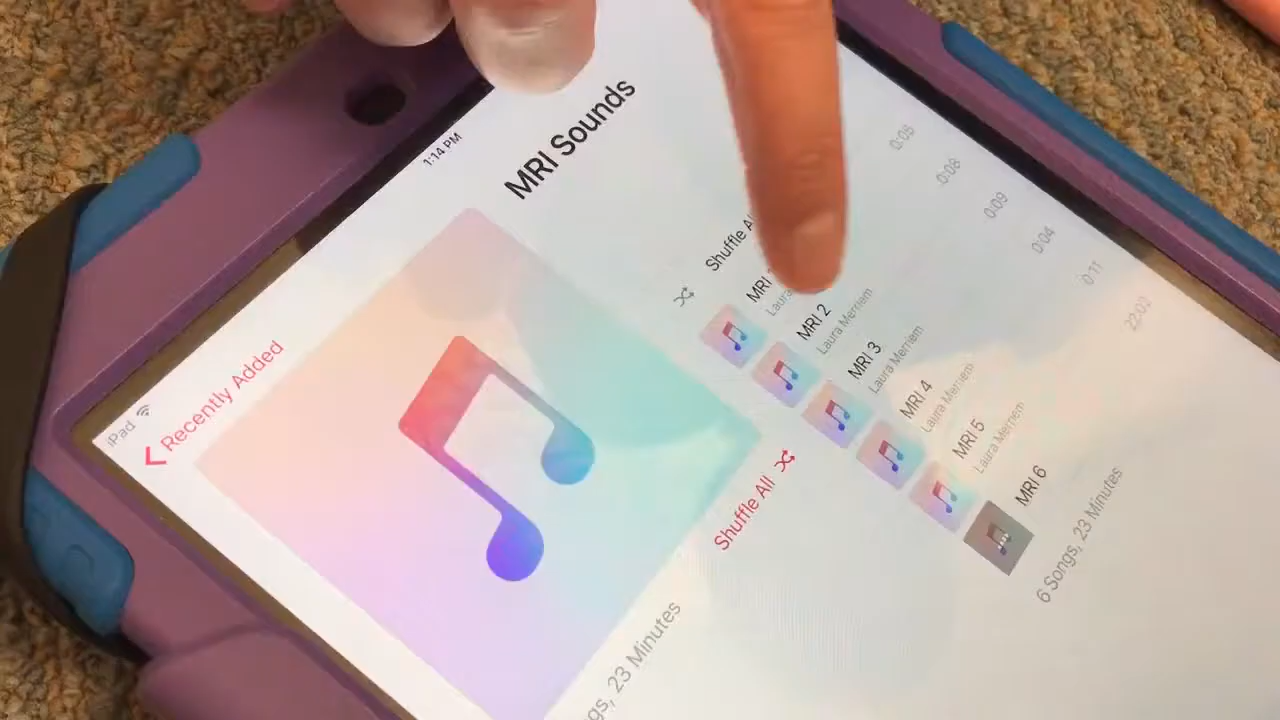 iPad
1:14 PM
Recently Added
MRI Sounds
Shuffle All
MRI
0:05
Laura
MRI 2
0:08
Laura Merriem
MRI 3
0:09
Laura Merriem
MRI 4
0:04
Laura Merriem
MRI 5
0:11
Laura Merriem
MRI 6
22:03
6 Songs, 23 Minutes
Shuffle All
23 Minutes